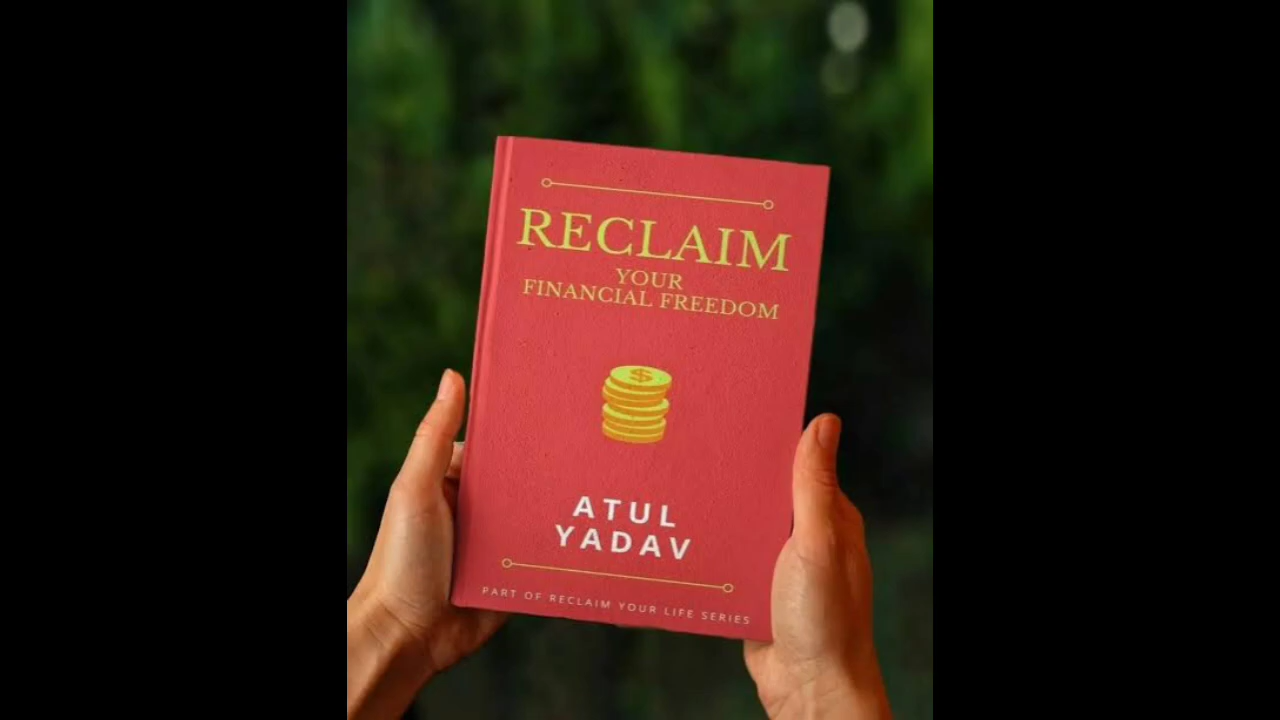 RECLAIM
YOUR
FINANCIAL FREEDOM
$
ATUL
YADAV
PART OF RECLAIM YOUR LIFE SERIES